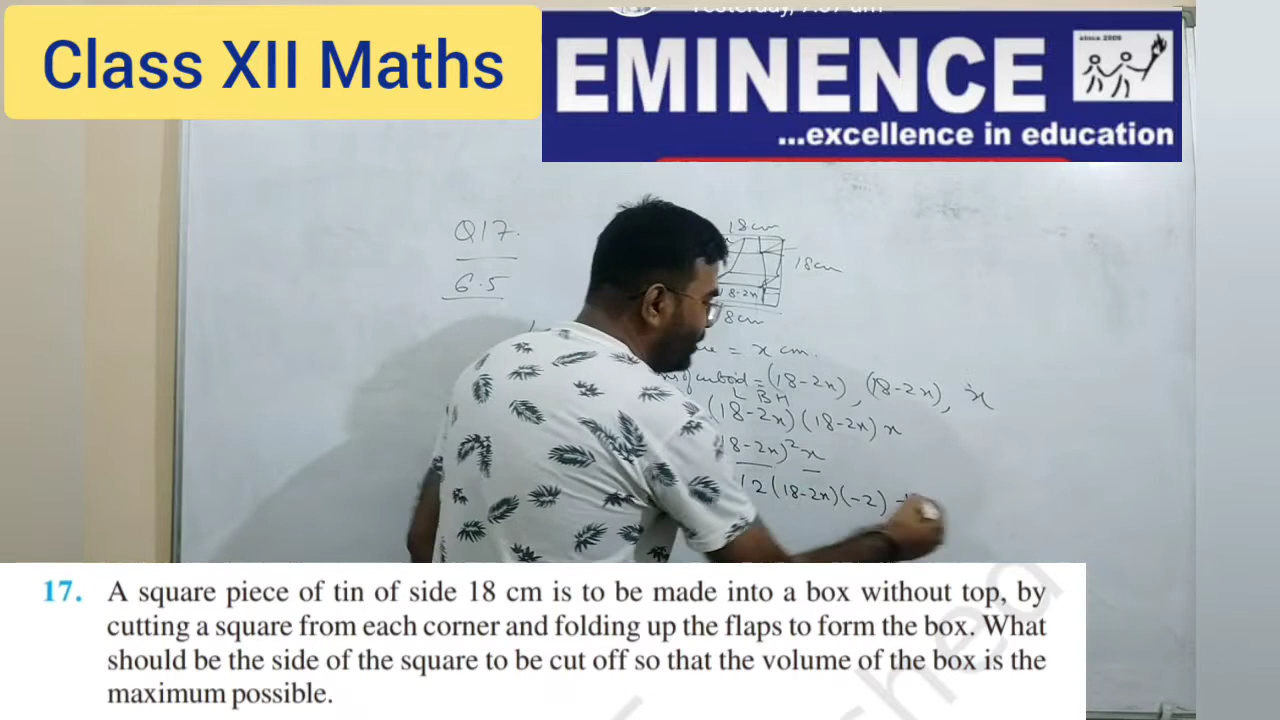 Class XII Maths
EMINENCE
since 2006
...excellence in education
Q17.
6.5
18cm
18cm
18-2x
8cm
= x cm.
cuboid = (18-2x), (18-2x), x
L B H
(18-2x)(18-2x)x
8-2x)²x
2(18-2x)(-2)
17. A square piece of tin of side 18 cm is to be made into a box without top, by
cutting a square from each corner and folding up the flaps to form the box. What
should be the side of the square to be cut off so that the volume of the box is the
maximum possible.